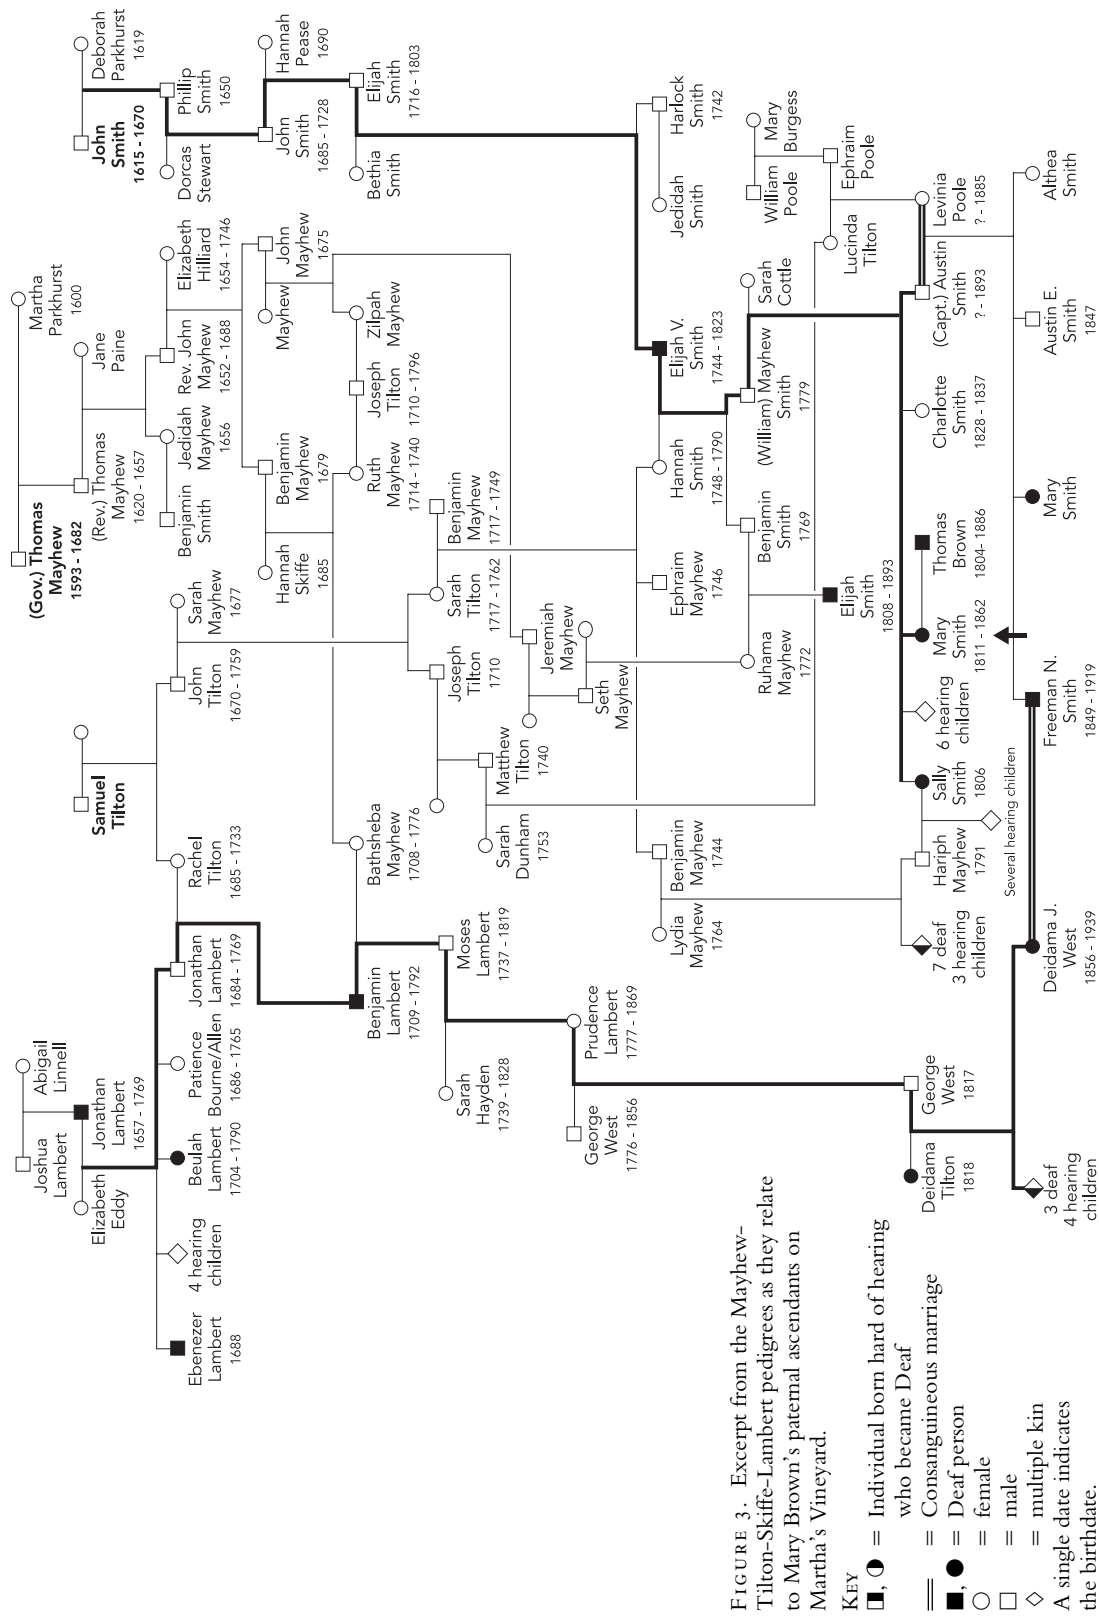 Joshua
Lambert
Abigail
Linnell
Elizabeth
Eddy
Jonathan
Lambert
1657 - 1769
Ebenezer
Lambert
1688
4 hearing
children
Beulah
Lambert
1704 - 1790
Patience
Bourne/Allen
1686 - 1765
Jonathan
Lambert
1684 - 1769
Rachel
Tilton
1685 - 1733
Samuel
Tilton
John
Tilton
1670 - 1759
Sarah
Mayhew
1677
(Gov.) Thomas
Mayhew
1593 - 1682
Martha
Parkhurst
1600
(Rev.) Thomas
Mayhew
1620 - 1657
Jane
Paine
Benjamin
Smith
Jedidah
Mayhew
1656
Rev. John
Mayhew
1652 - 1688
Elizabeth
Hilliard
1654 - 1746
John
Smith
1615 - 1670
Deborah
Parkhurst
1619
Dorcas
Stewart
Phillip
Smith
1650
Hannah
Skiffe
1685
Benjamin
Mayhew
1679
Mayhew
John
Mayhew
1675
John
Smith
1685 - 1728
Hannah
Pease
1690
Benjamin
Lambert
1709 - 1792
Bathsheba
Mayhew
1708 - 1776
Ruth
Mayhew
1714 - 1740
Joseph
Tilton
1710 - 1796
Zilpah
Mayhew
Bethia
Smith
Elijah
Smith
1716 - 1803
Sarah
Hayden
1739 - 1828
Moses
Lambert
1737 - 1819
Joseph
Tilton
1710
Sarah
Tilton
1717 - 1762
Benjamin
Mayhew
1717 - 1749
Sarah
Dunham
1753
Matthew
Tilton
1740
Jeremiah
Mayhew
Seth
Mayhew
George
West
1776 - 1856
Prudence
Lambert
1777 - 1869
Lydia
Mayhew
1764
Benjamin
Mayhew
1744
Ephraim
Mayhew
1746
Hannah
Smith
1748 - 1790
Elijah V.
Smith
1744 - 1823
Jedidah
Smith
Harlock
Smith
1742
Ruhama
Mayhew
1772
Benjamin
Smith
1769
(William) Mayhew
Smith
1779
Sarah
Cottle
William
Poole
Mary
Burgess
Elijah
Smith
1808 - 1893
Lucinda
Tilton
Ephraim
Poole
Deidama
Tilton
1818
George
West
1817
7 deaf
3 hearing
children
Hariph
Mayhew
1791
Sally
Smith
1806
6 hearing
children
Mary
Smith
1811 - 1862
Thomas
Brown
1804- 1886
Charlotte
Smith
1828 - 1837
(Capt.) Austin
Smith
? - 1893
Levinia
Poole
? - 1885
Several hearing children
3 deaf
4 hearing
children
Deidama J.
West
1856 - 1939
Freeman N.
Smith
1849 - 1919
Mary
Smith
Austin E.
Smith
1847
Althea
Smith
FIGURE 3. Excerpt from the Mayhew–
Tilton–Skiffe–Lambert pedigrees as they relate
to Mary Brown's paternal ascendants on
Martha's Vineyard.
KEY
, = Individual born hard of hearing
who became Deaf
= Consanguineous marriage
, = Deaf person
= female
= male
= multiple kin
A single date indicates
the birthdate.